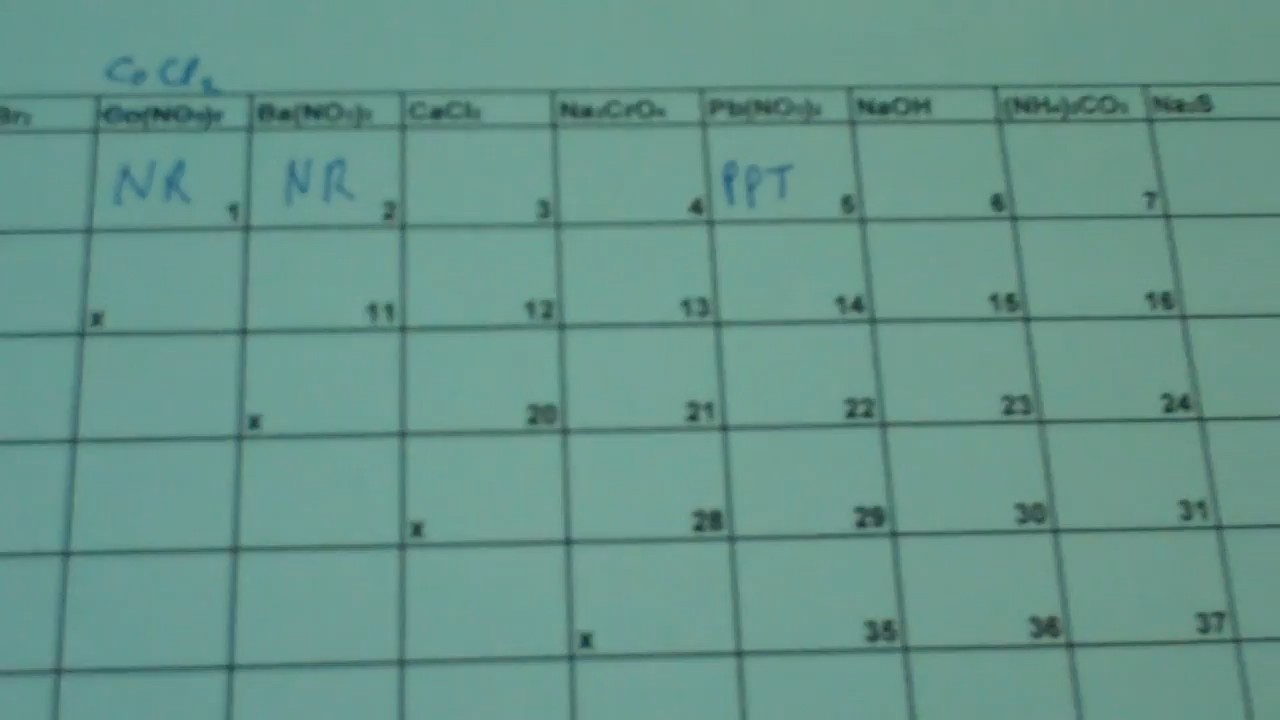 CoCl₂
Co(NO₃)₂ Ba(NO₃)₂ CaCl₂ Na₂CrO₄ Pb(NO₃)₂ NaOH (NH₄)₂CO₃ Na₂S
NR 1 NR 2 3 4 PPT 5 6 7
x 11 12 13 14 15 16
x 20 21 22 23 24
x 28 29 30 31
x 35 36 37